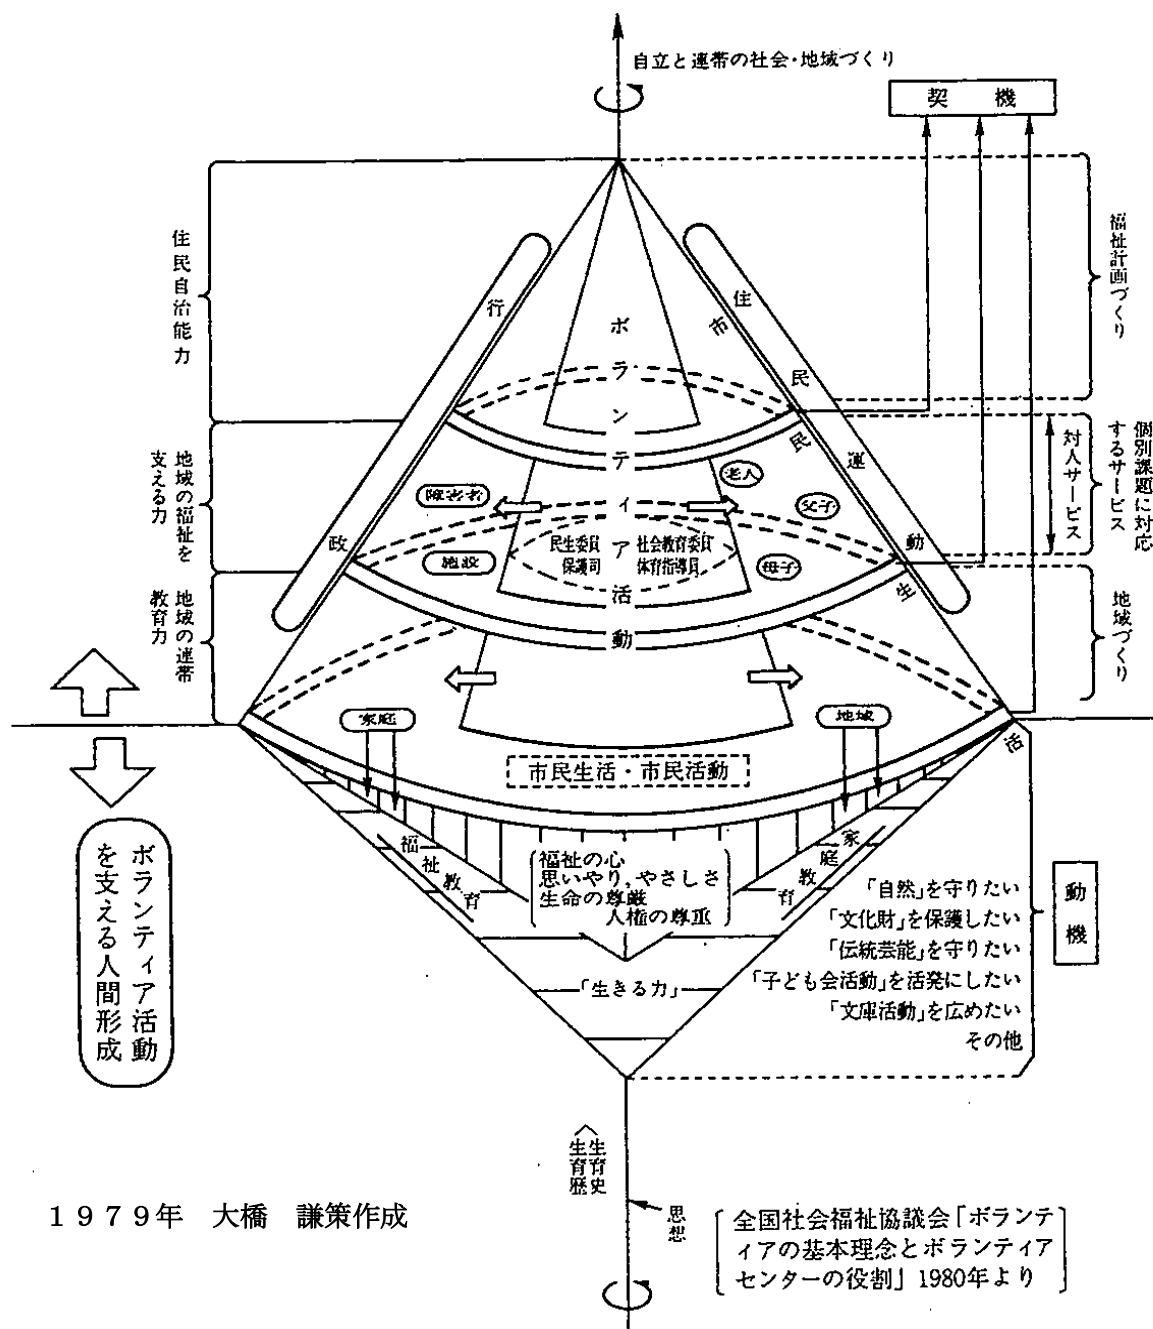 自立と連帯の社会・地域づくり
契機
住民自治能力
地域の福祉を
支える力
地域の連帯
教育力
行政
住民運動
市民生活
ボランティア活動
福祉計画づくり
個別課題に対応
するサービス
対人サービス
地域づくり
障害者
老人
父子
施設
民生委員
保護司
社会教育委員
体育指導員
母子
家庭
地域
市民生活・市民活動
福祉教育
家庭教育
福祉の心
思いやり,やさしさ
生命の尊厳
人権の尊重
「生きる力」
「自然」を守りたい
「文化財」を保護したい
「伝統芸能」を守りたい
「子ども会活動」を活発にしたい
「文庫活動」を広めたい
その他
動機
ボランティア活動
を支える人間形成
生育史
生育歴
思想
1979年 大橋 謙策作成
全国社会福祉協議会「ボランテ
ィアの基本理念とボランティア
センターの役割」1980年より